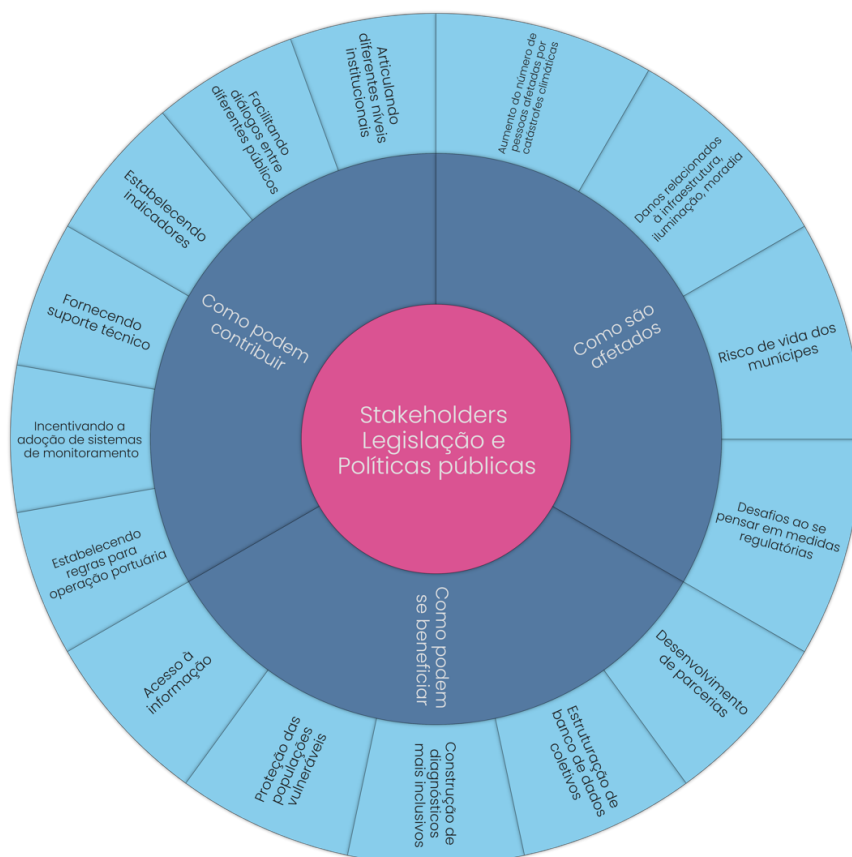 Stakeholders
Legislação e
Políticas públicas
Como são
afetados
Aumento do número de
pessoas afetadas por
catástrofes climáticas
Danos relacionados
à infraestrutura,
iluminação, moradia
Risco de vida dos
munícipes
Desafios ao se
pensar em medidas
regulatórias
Como podem
se beneficiar
Desenvolvimento
de parcerias
Estruturação de
banco de dados
coletivos
Construção de
diagnósticos
mais inclusivos
Proteção das
populações
vulneráveis
Acesso à
informação
Como podem
contribuir
Estabelecendo
regras para
operação portuária
Incentivando a
adoção de sistemas
de monitoramento
Fornecendo
suporte técnico
Estabelecendo
indicadores
Facilitando
diálogos entre
diferentes públicos
Articulando
diferentes níveis
institucionais